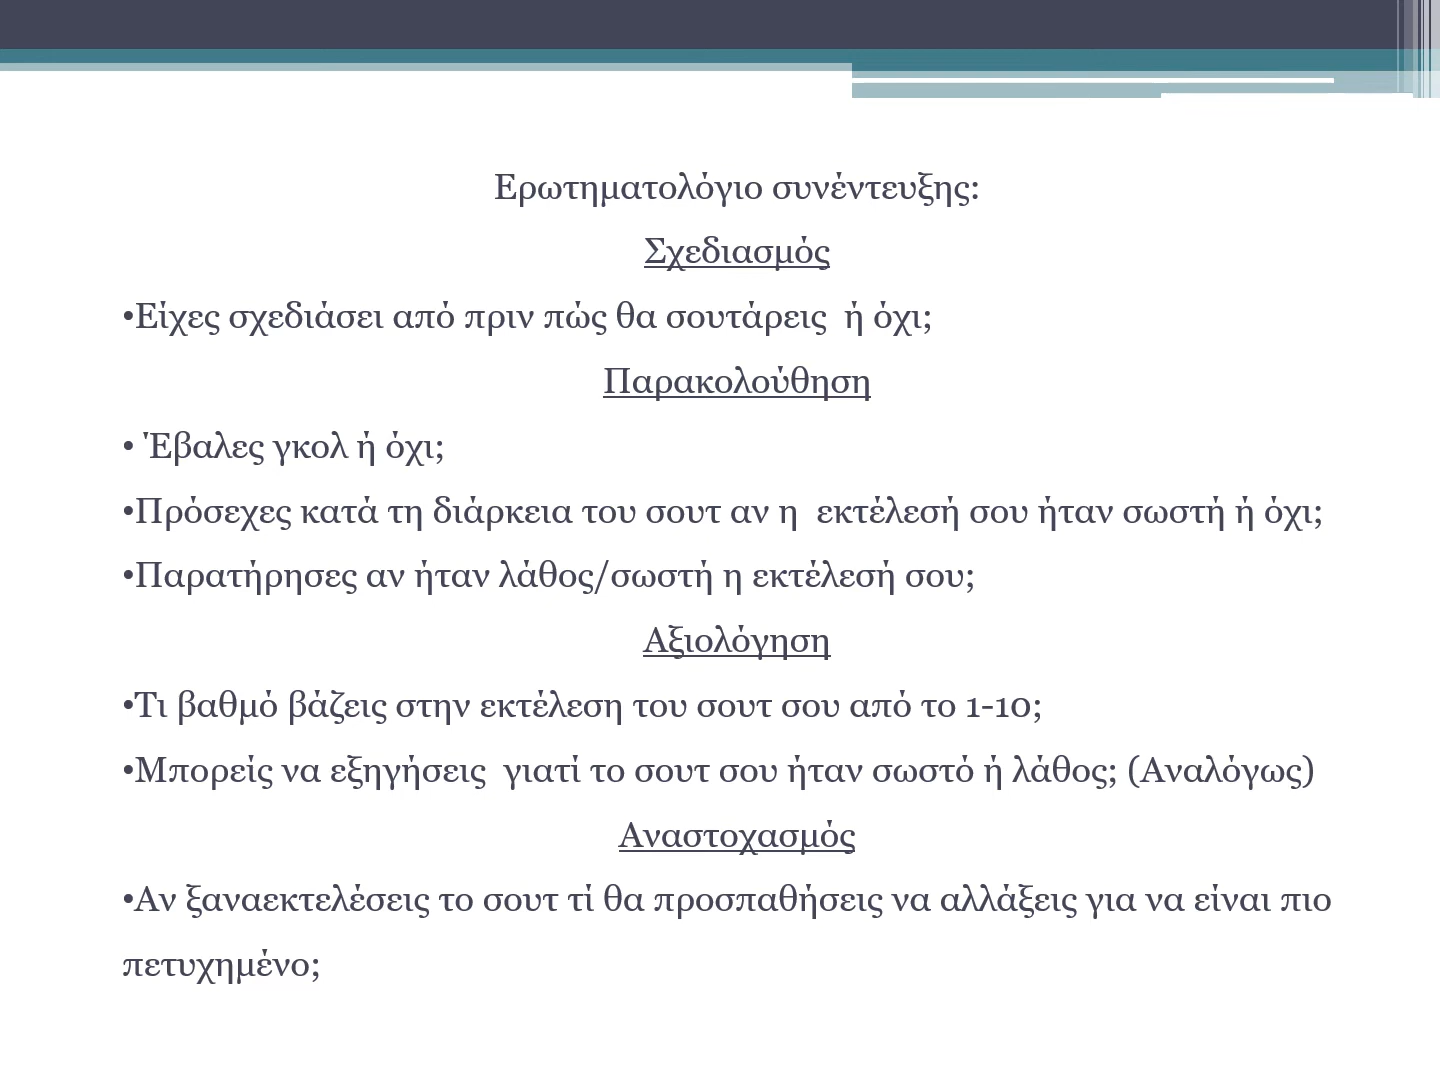 Ερωτηματολόγιο συνέντευξης:
Σχεδιασμός
•Είχες σχεδιάσει από πριν πώς θα σουτάρεις ή όχι;
Παρακολούθηση
• Έβαλες γκολ ή όχι;
•Πρόσεχες κατά τη διάρκεια του σουτ αν η εκτέλεσή σου ήταν σωστή ή όχι;
•Παρατήρησες αν ήταν λάθος/σωστή η εκτέλεσή σου;
Αξιολόγηση
•Τι βαθμό βάζεις στην εκτέλεση του σουτ σου από το 1-10;
•Μπορείς να εξηγήσεις γιατί το σουτ σου ήταν σωστό ή λάθος; (Αναλόγως)
Αναστοχασμός
•Αν ξαναεκτελέσεις το σουτ τί θα προσπαθήσεις να αλλάξεις για να είναι πιο
πετυχημένο;